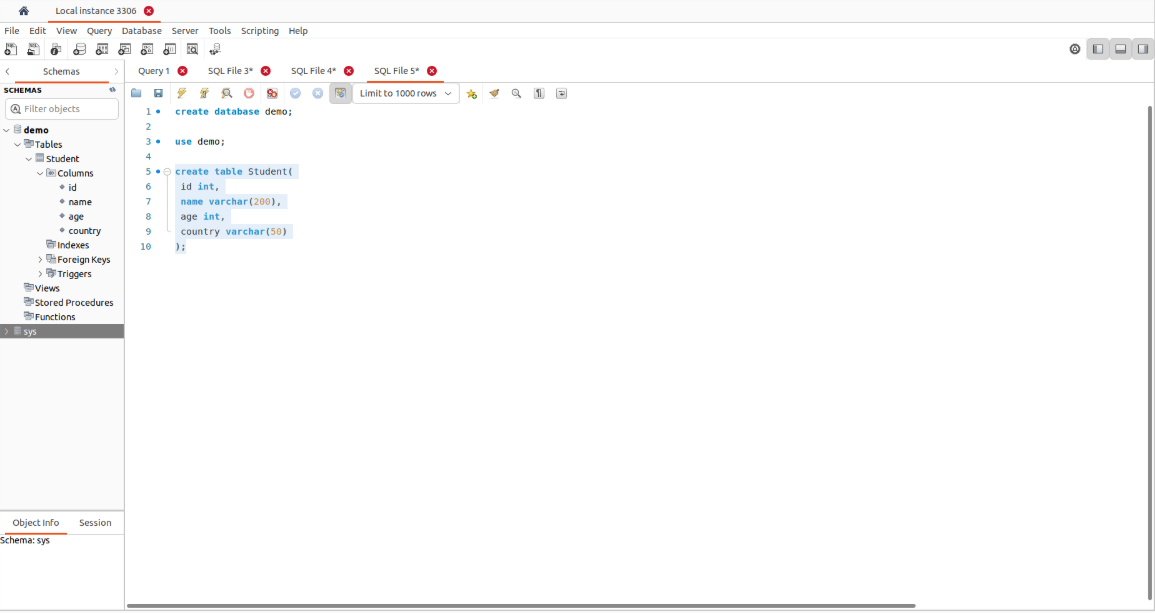 Local instance 3306
File Edit View Query Database Server Tools Scripting Help
Schemas
Query 1 SQL File 3* SQL File 4* SQL File 5*
SCHEMAS
Limit to 1000 rows
Filter objects
demo
Tables
Student
Columns
id
name
age
country
Indexes
Foreign Keys
Triggers
Views
Stored Procedures
Functions
sys
1 create database demo;
2
3 use demo;
4
5 create table Student(
6 id int,
7 name varchar(200),
8 age int,
9 country varchar(50)
10 );
Object Info Session
Schema: sys